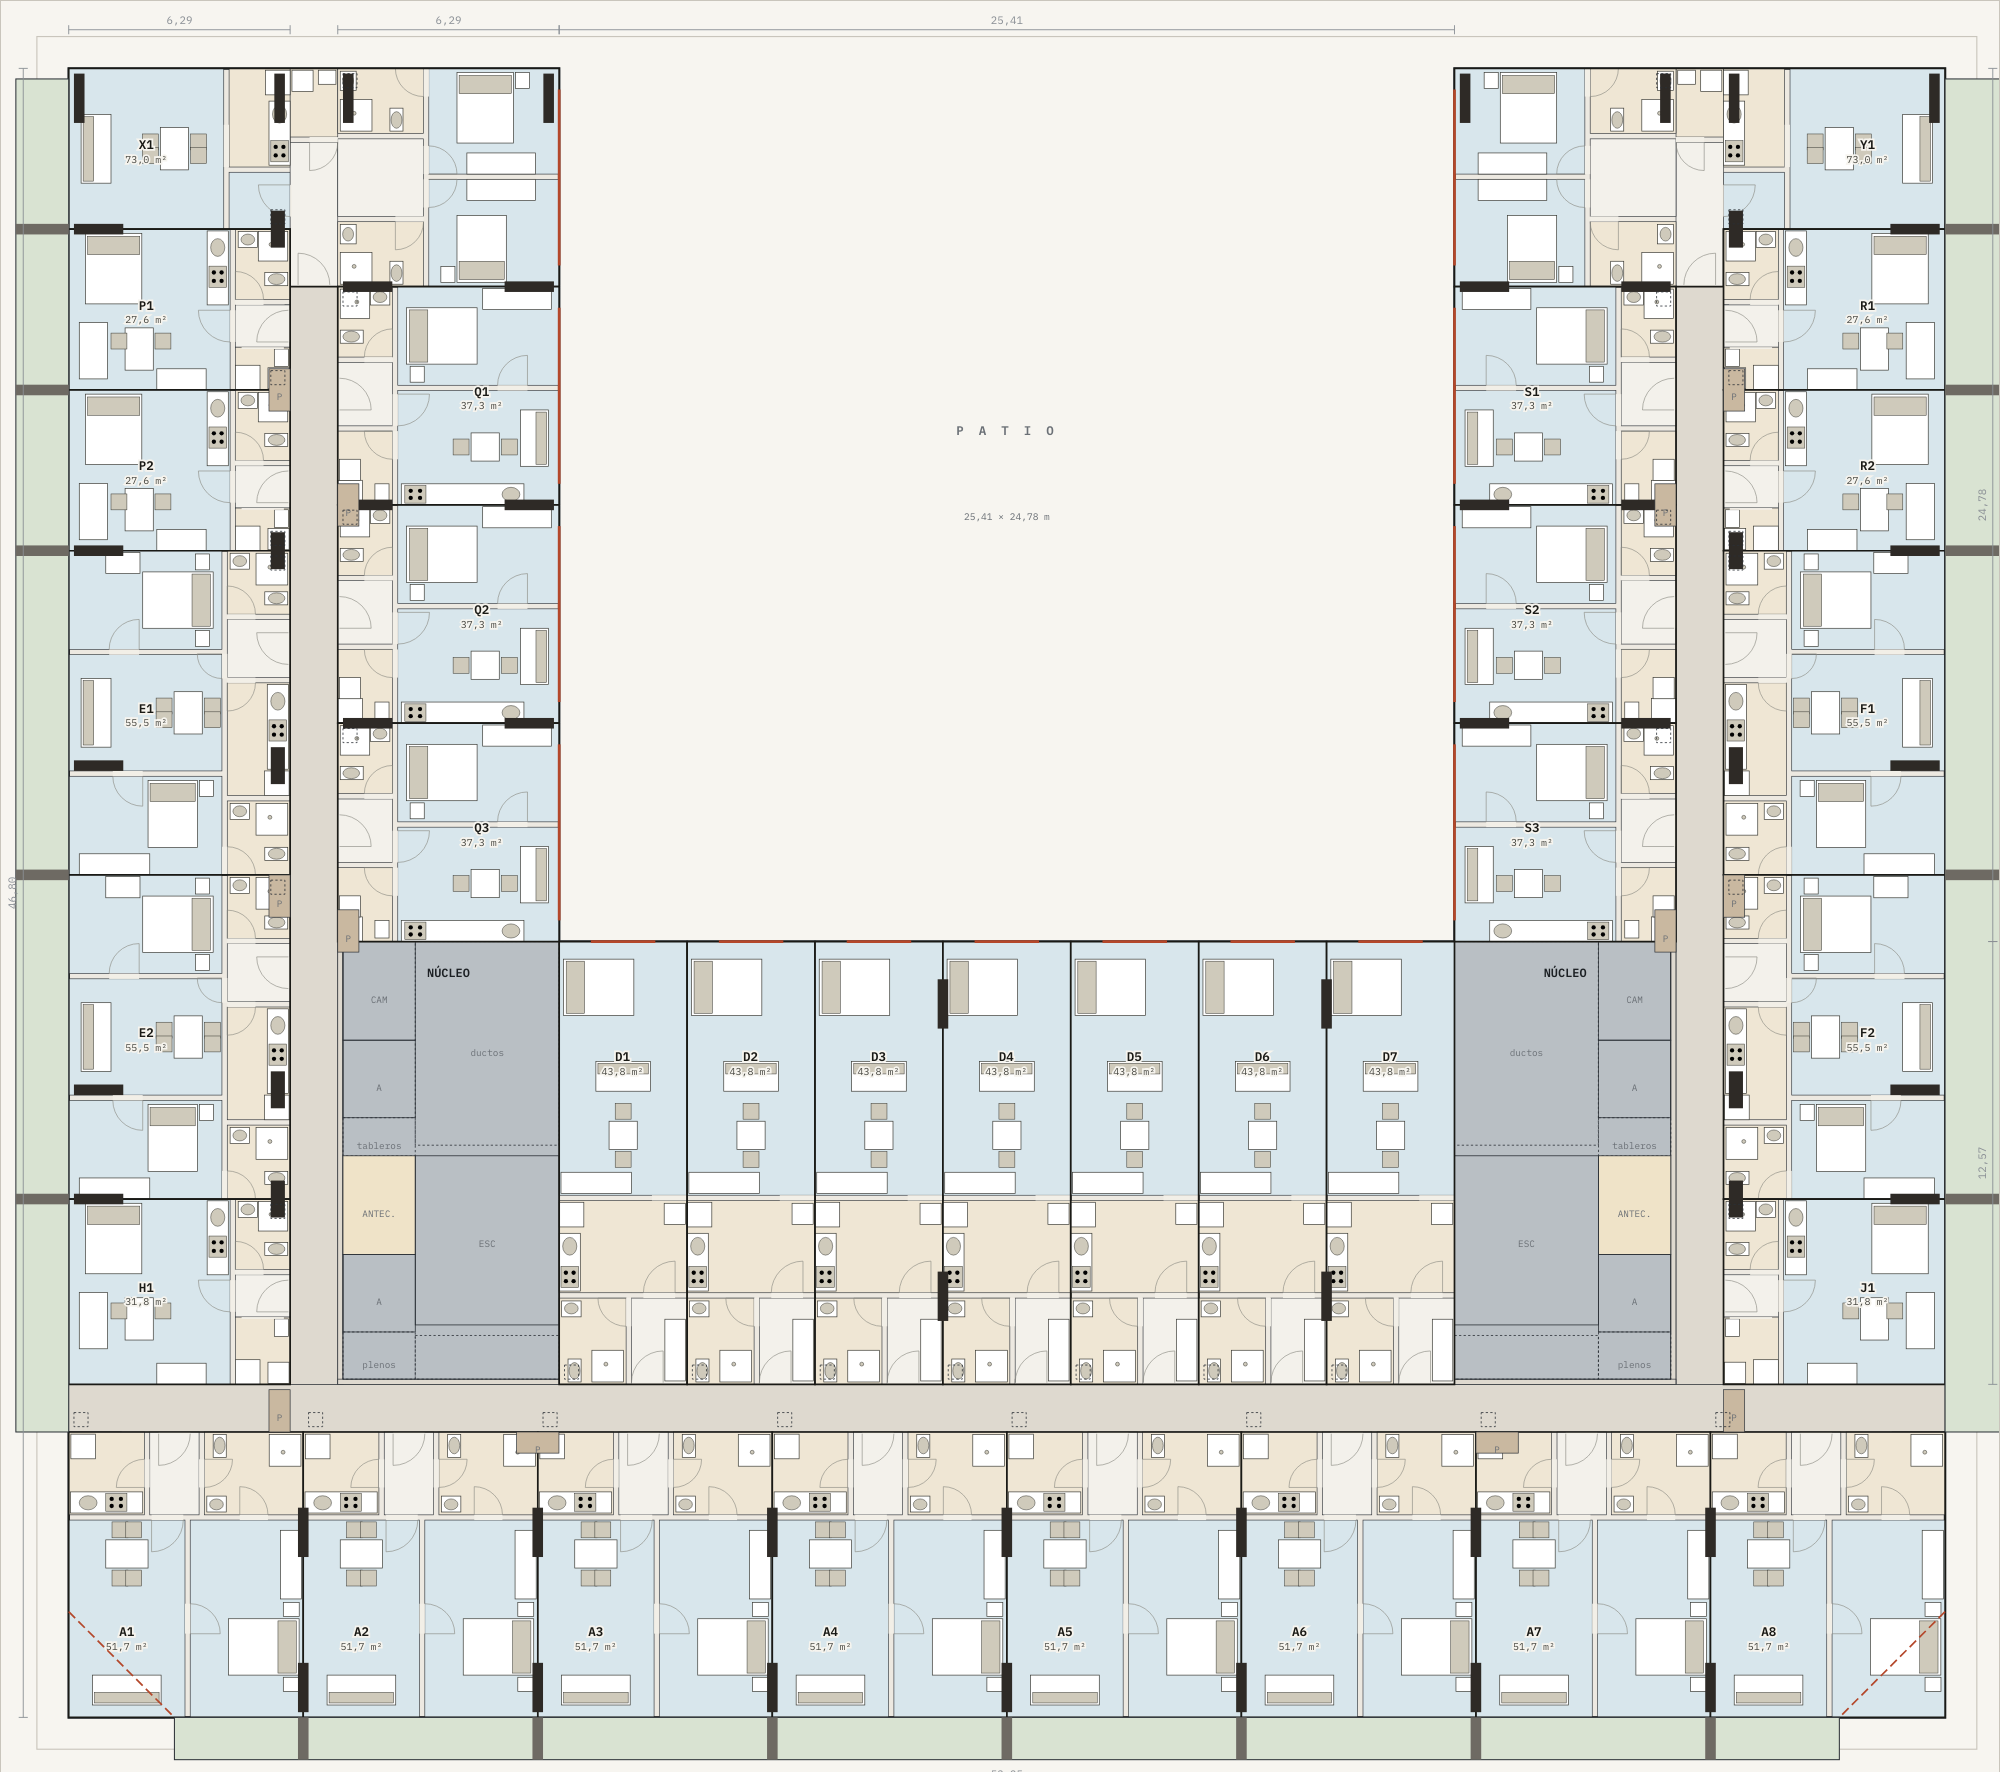 6,29
6,29
25,41
X1
73,0 m²
Y1
73,0 m²
P1
27,6 m²
R1
27,6 m²
Q1
37,3 m²
S1
37,3 m²
P
P
PATIO
P2
27,6 m²
R2
27,6 m²
24,78
P
P
25,41 × 24,78 m
Q2
37,3 m²
S2
37,3 m²
E1
55,5 m²
F1
55,5 m²
Q3
37,3 m²
S3
37,3 m²
46,80
P
P
P
P
NÚCLEO
NÚCLEO
CAM
CAM
E2
55,5 m²
F2
55,5 m²
ductos
ductos
D1
43,8 m²
D2
43,8 m²
D3
43,8 m²
D4
43,8 m²
D5
43,8 m²
D6
43,8 m²
D7
43,8 m²
A
A
tableros
tableros
12,57
ANTEC.
ANTEC.
ESC
ESC
H1
31,8 m²
J1
31,8 m²
A
A
plenos
plenos
P
P
P
P
A1
51,7 m²
A2
51,7 m²
A3
51,7 m²
A4
51,7 m²
A5
51,7 m²
A6
51,7 m²
A7
51,7 m²
A8
51,7 m²